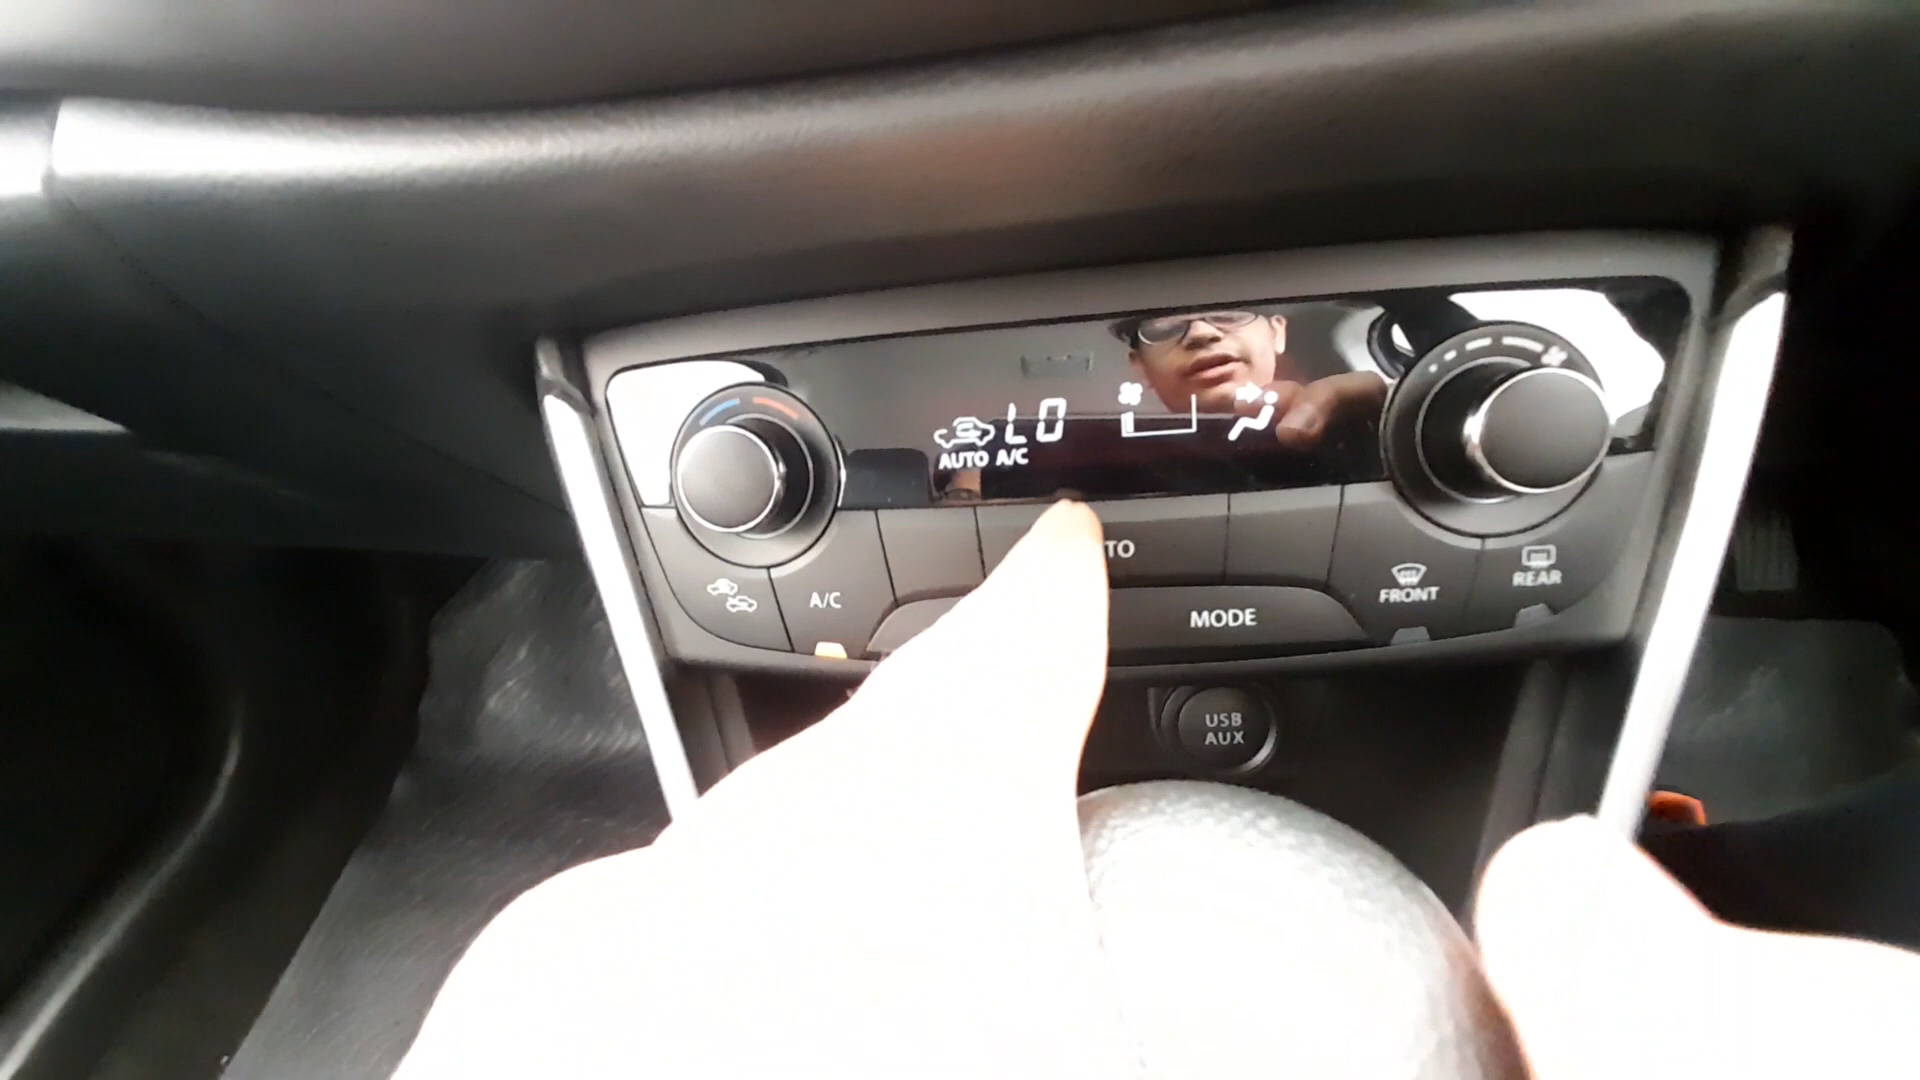 LO
AUTO A/C
TO
A/C
MODE
FRONT
REAR
USB
AUX